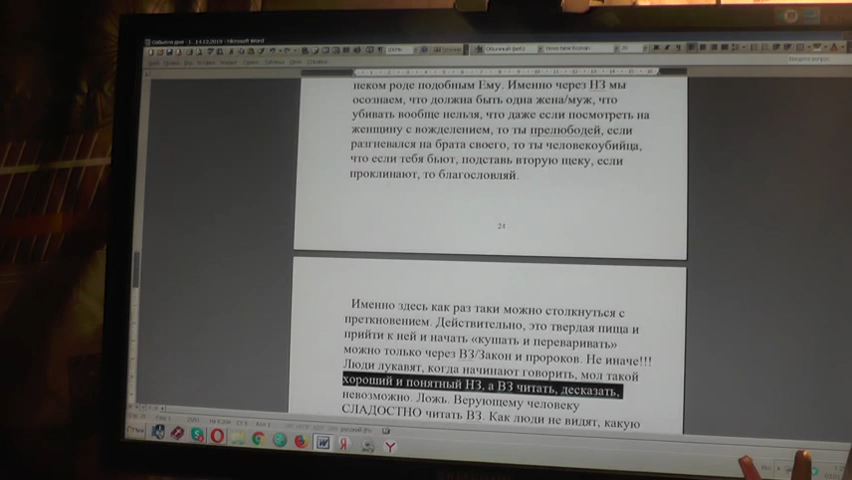 неком роде подобным Ему. Именно через НЗ мы
осознаем, что должна быть одна жена/муж, что
убивать вообще нельзя, что даже если посмотреть на
женщину с вожделением, то ты прелюбодей, если
разгневался на брата своего, то ты человекоубийца,
что если тебя бьют, подставь вторую щеку, если
проклинают, то благословляй.
24
Именно здесь как раз таки можно столкнуться с
преткновением. Действительно, это твердая пища и
прийти к ней и начать «кушать и переваривать»
можно только через ВЗ/Закон и пророков. Не иначе!!!
Люди лукавят, когда начинают говорить, мол такой
хороший и понятный НЗ, а ВЗ читать, десказать,
невозможно. Ложь. Верующему человеку
СЛАДОСТНО читать ВЗ. Как люди не видят, какую